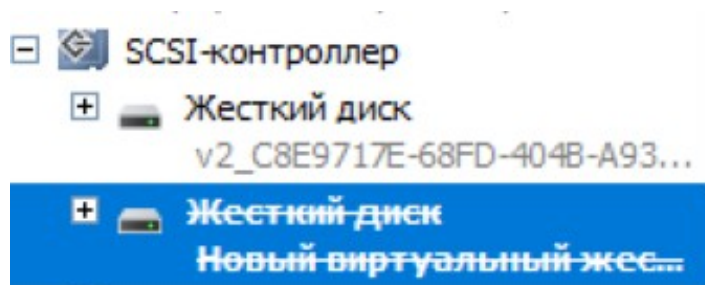 SCSI-контроллер
Жесткий диск
v2_C8E9717E-68FD-404B-A93...
Жесткий диск
Новый виртуальный жес...